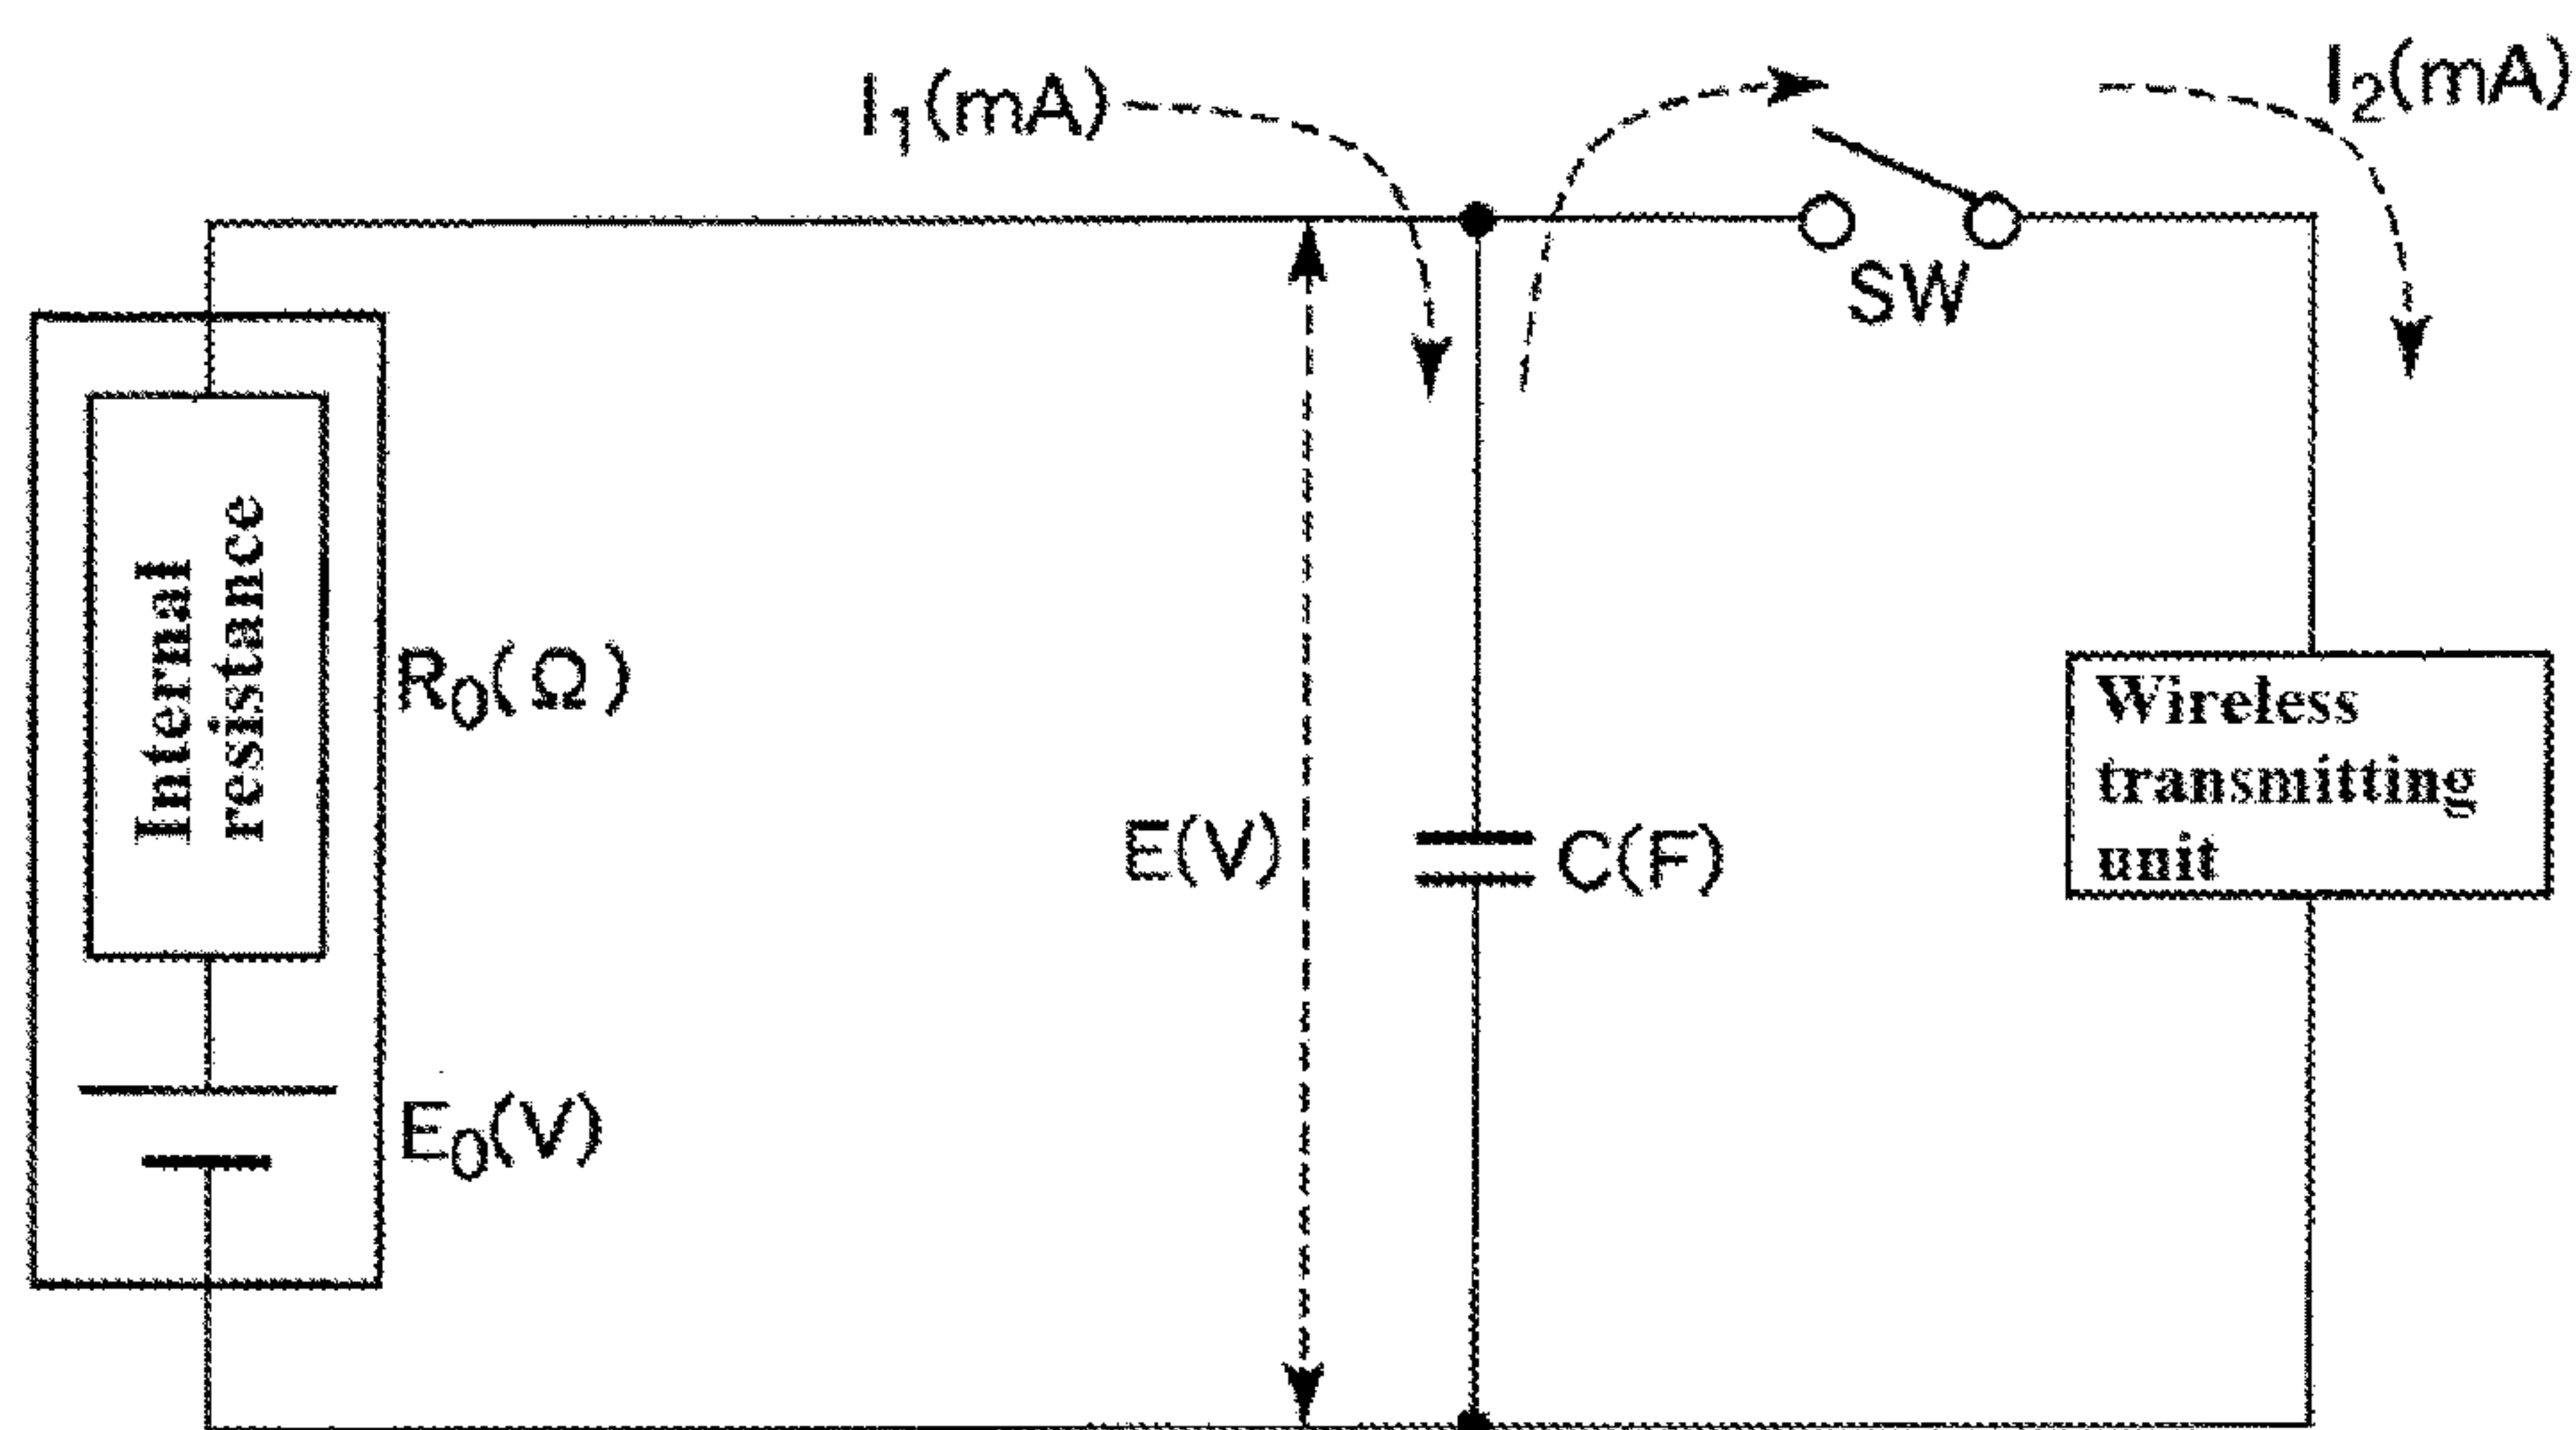 I₁(mA)
I₂(mA)
SW
Internal
resistance
R₀(Ω)
E(V)
C(F)
Wireless
transmitting
unit
E₀(V)